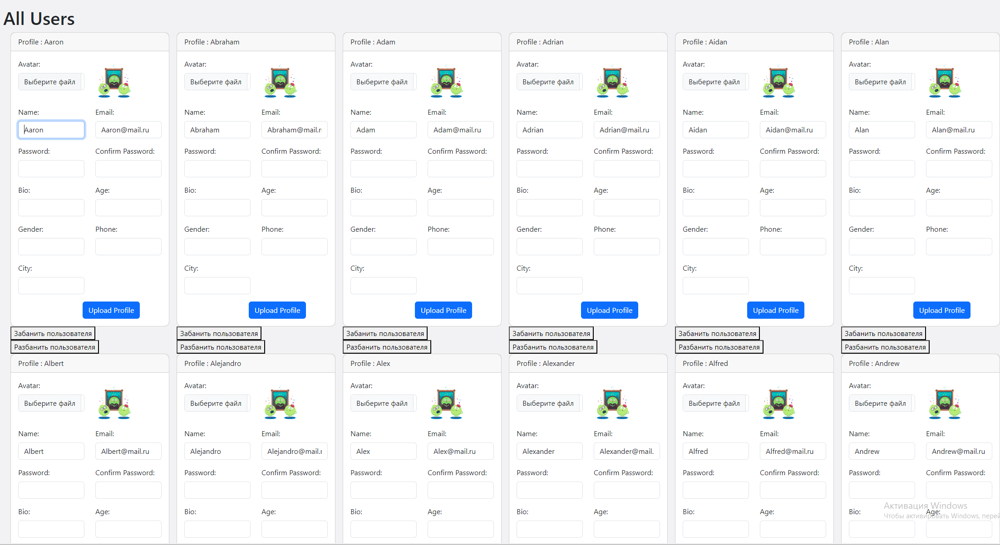 All Users
Profile : Aaron
Avatar:
Выберите файл
Name:
Email:
Aaron
Aaron@mail.ru
Password:
Confirm Password:
Bio:
Age:
Gender:
Phone:
City:
Upload Profile
Забанить пользователя
Разбанить пользователя
Profile : Abraham
Avatar:
Выберите файл
Name:
Email:
Abraham
Abraham@mail.r
Password:
Confirm Password:
Bio:
Age:
Gender:
Phone:
City:
Upload Profile
Забанить пользователя
Разбанить пользователя
Profile : Adam
Avatar:
Выберите файл
Name:
Email:
Adam
Adam@mail.ru
Password:
Confirm Password:
Bio:
Age:
Gender:
Phone:
City:
Upload Profile
Забанить пользователя
Разбанить пользователя
Profile : Adrian
Avatar:
Выберите файл
Name:
Email:
Adrian
Adrian@mail.ru
Password:
Confirm Password:
Bio:
Age:
Gender:
Phone:
City:
Upload Profile
Забанить пользователя
Разбанить пользователя
Profile : Aidan
Avatar:
Выберите файл
Name:
Email:
Aidan
Aidan@mail.ru
Password:
Confirm Password:
Bio:
Age:
Gender:
Phone:
City:
Upload Profile
Забанить пользователя
Разбанить пользователя
Profile : Alan
Avatar:
Выберите файл
Name:
Email:
Alan
Alan@mail.ru
Password:
Confirm Password:
Bio:
Age:
Gender:
Phone:
City:
Upload Profile
Забанить пользователя
Разбанить пользователя
Profile : Albert
Avatar:
Выберите файл
Name:
Email:
Albert
Albert@mail.ru
Password:
Confirm Password:
Bio:
Age:
Profile : Alejandro
Avatar:
Выберите файл
Name:
Email:
Alejandro
Alejandro@mail.r
Password:
Confirm Password:
Bio:
Age:
Profile : Alex
Avatar:
Выберите файл
Name:
Email:
Alex
Alex@mail.ru
Password:
Confirm Password:
Bio:
Age:
Profile : Alexander
Avatar:
Выберите файл
Name:
Email:
Alexander
Alexander@mail.
Password:
Confirm Password:
Bio:
Age:
Profile : Alfred
Avatar:
Выберите файл
Name:
Email:
Alfred
Alfred@mail.ru
Password:
Confirm Password:
Bio:
Age:
Profile : Andrew
Avatar:
Выберите файл
Name:
Email:
Andrew
Andrew@mail.ru
Password:
Confirm Password:
Bio:
Age:
Активация Windows
Чтобы активировать Windows, перей